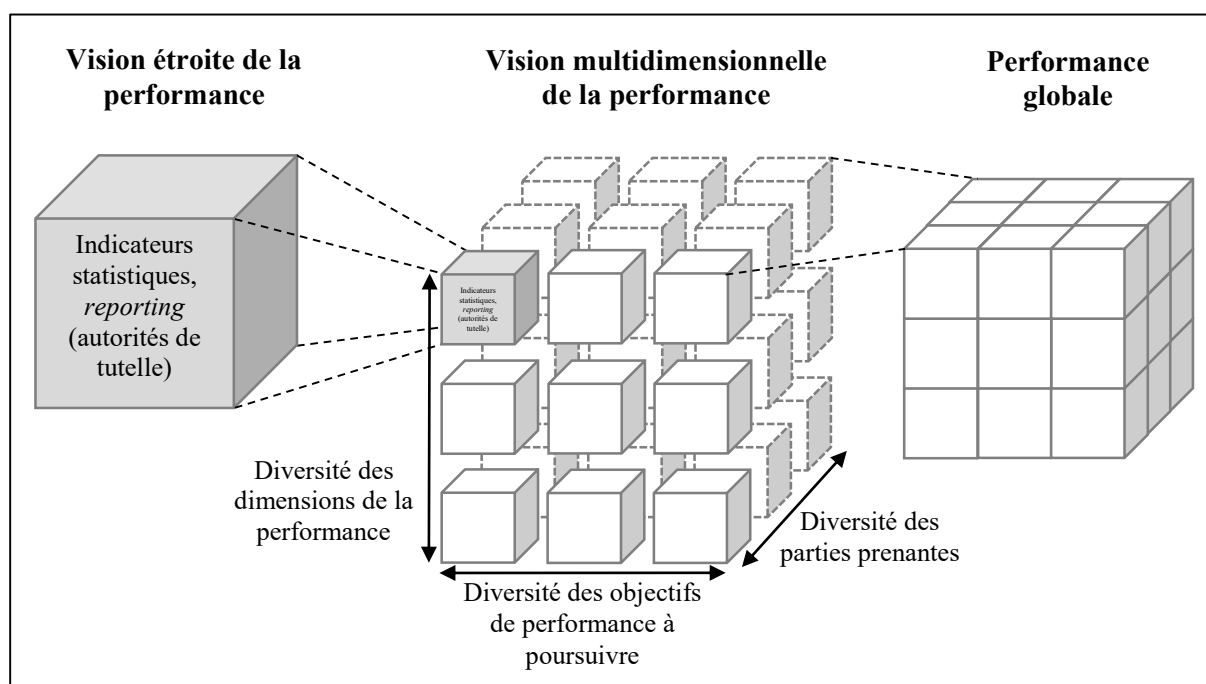 Vision étroite de la
performance
Vision multidimensionnelle
de la performance
Performance
globale
Indicateurs
statistiques,
reporting
(autorités de
tutelle)
Indicateurs
statistiques,
reporting
(autorités de
tutelle)
Diversité des
dimensions de la
performance
Diversité des
parties prenantes
Diversité des objectifs
de performance à
poursuivre